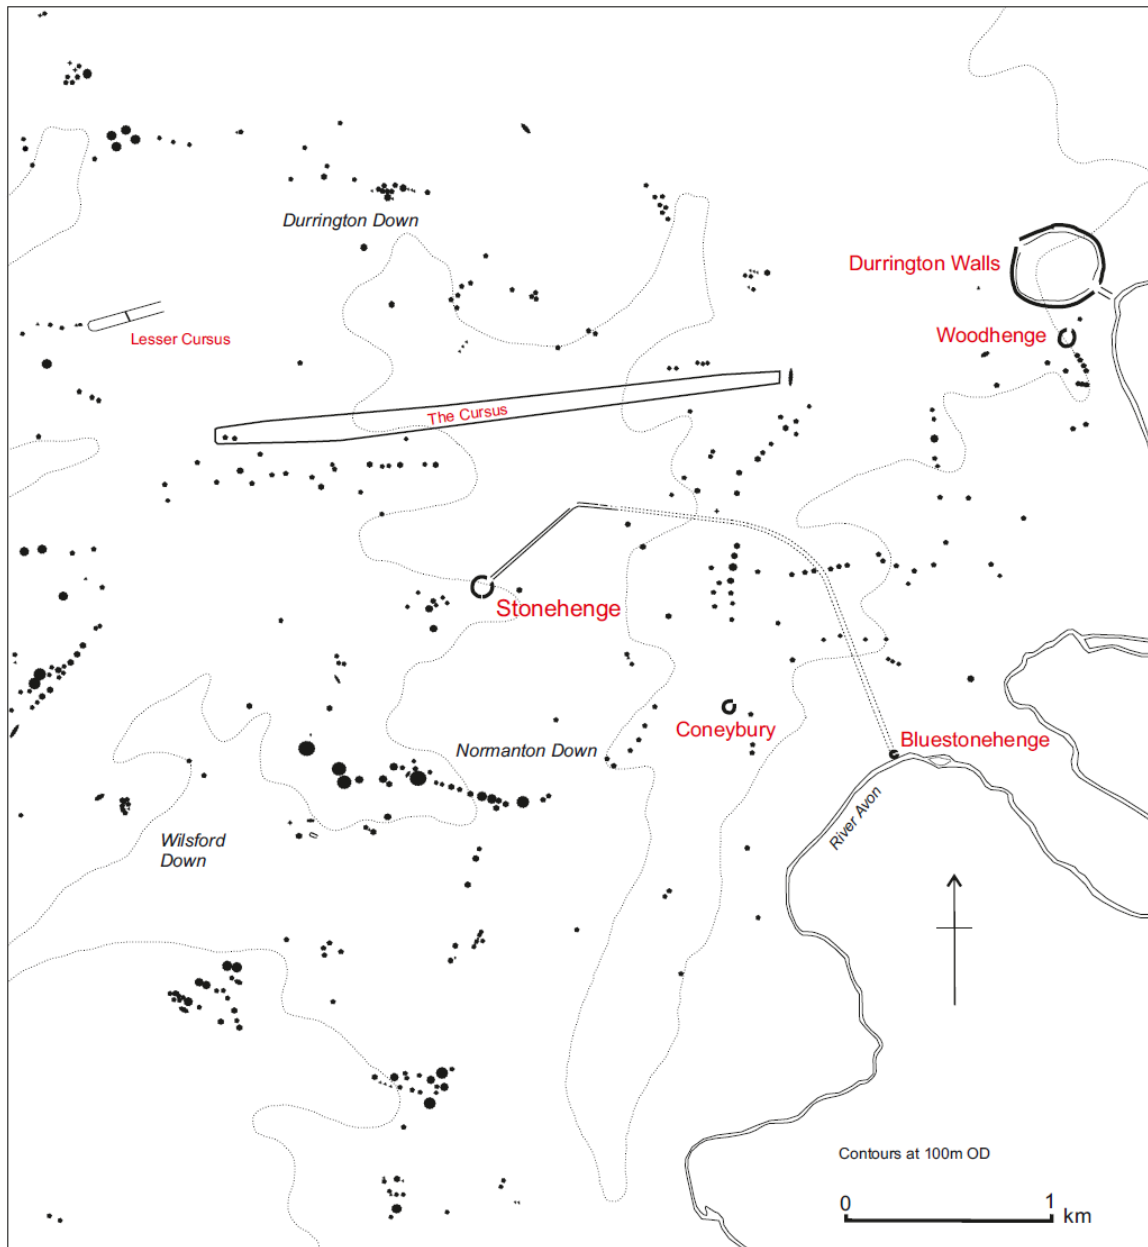 Durrington Down
Durrington Walls
Lesser Cursus
Woodhenge
The Cursus
Stonehenge
Coneybury
Normanton Down
Bluestonehenge
River Avon
Wilsford
Down
Contours at 100m OD
0
1
km